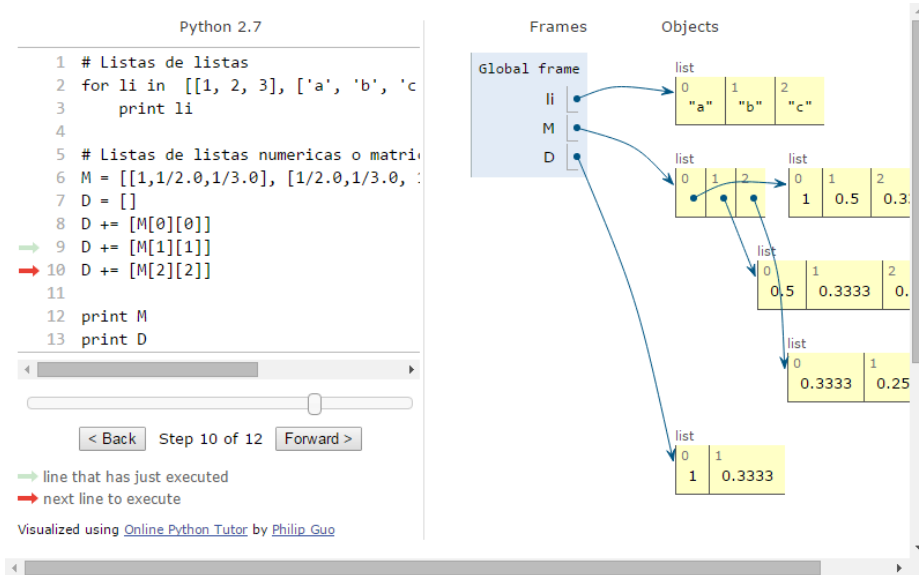 Python 2.7
1 # Listas de listas
2 for li in  [[1, 2, 3], ['a', 'b', 'c
3     print li
4
5 # Listas de listas numericas o matri
6 M = [[1,1/2.0,1/3.0], [1/2.0,1/3.0,
7 D = []
8 D += [M[0][0]]
9 D += [M[1][1]]
10 D += [M[2][2]]
11
12 print M
13 print D
< Back Step 10 of 12 Forward >
line that has just executed
next line to execute
Visualized using Online Python Tutor by Philip Guo
Frames Objects
Global frame
li
M
D
list
0 1 2
"a" "b" "c"
list
0 1 2
list
0 1 2
1 0.5 0.3
list
0 1 2
0.5 0.3333 0.
list
0 1
0.3333 0.25
list
0 1
1 0.3333